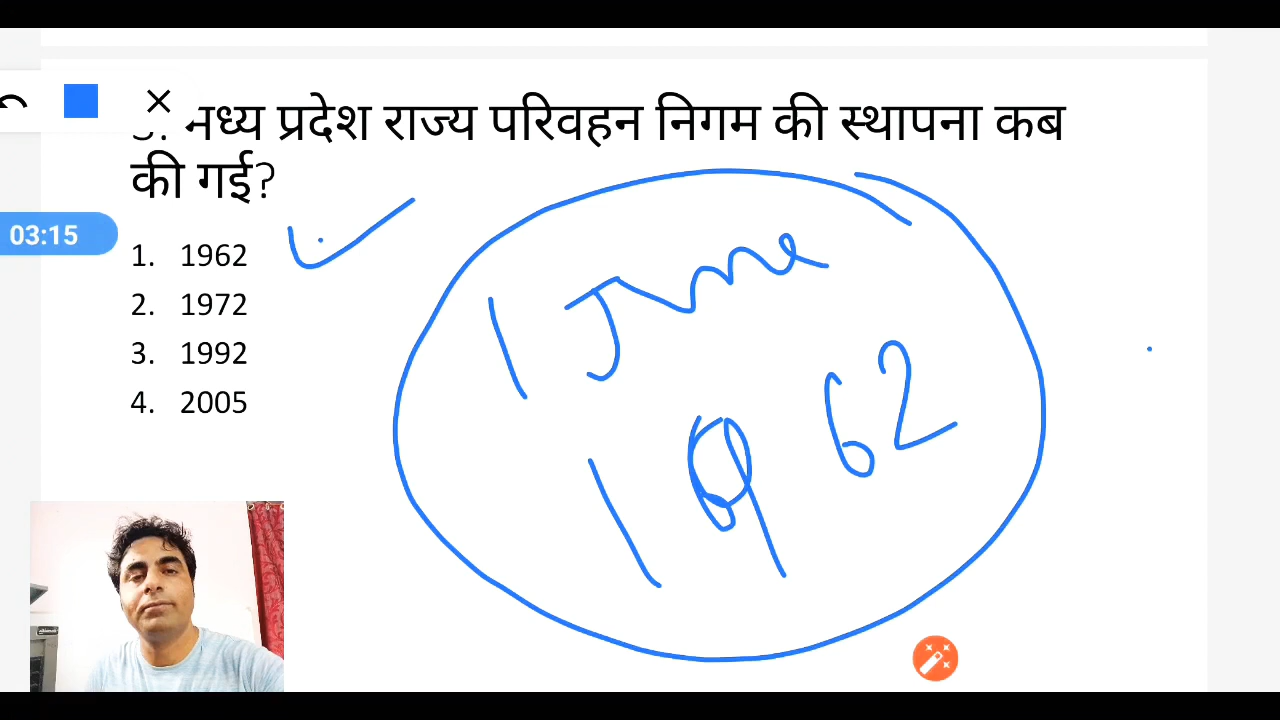 मध्य प्रदेश राज्य परिवहन निगम की स्थापना कब
की गई?
03:15
1. 1962
2. 1972
3. 1992
4. 2005
1 June
1962